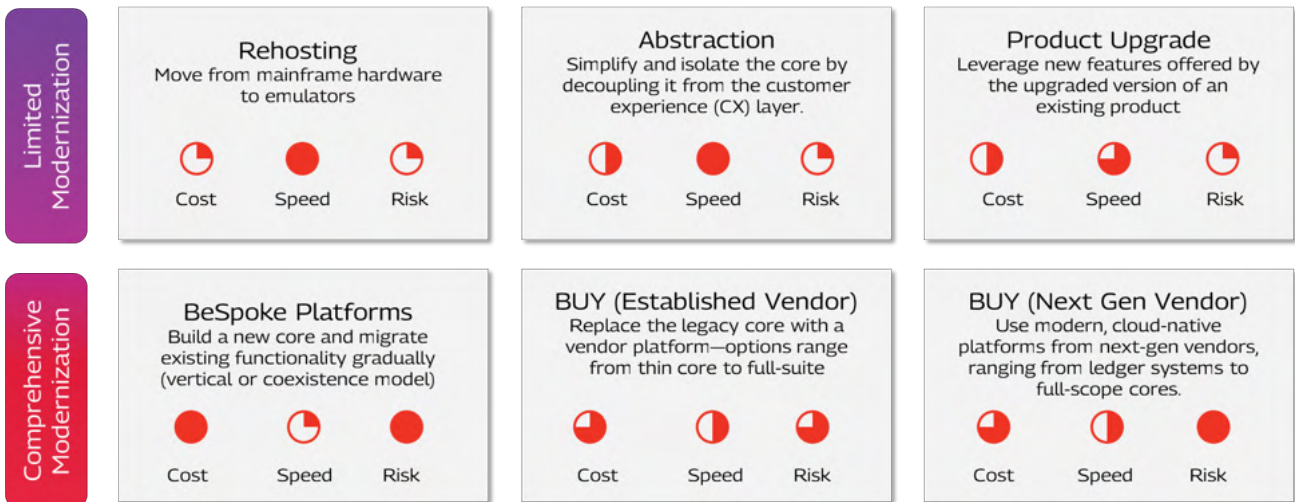 Limited
Modernization
Rehosting
Move from mainframe hardware
to emulators
Cost
Speed
Risk
Abstraction
Simplify and isolate the core by
decoupling it from the customer
experience (CX) layer.
Cost
Speed
Risk
Product Upgrade
Leverage new features offered by
the upgraded version of an
existing product
Cost
Speed
Risk
Comprehensive
Modernization
BeSpoke Platforms
Build a new core and migrate
existing functionality gradually
(vertical or coexistence model)
Cost
Speed
Risk
BUY (Established Vendor)
Replace the legacy core with a
vendor platform—options range
from thin core to full-suite
Cost
Speed
Risk
BUY (Next Gen Vendor)
Use modern, cloud-native
platforms from next-gen vendors,
ranging from ledger systems to
full-scope cores.
Cost
Speed
Risk